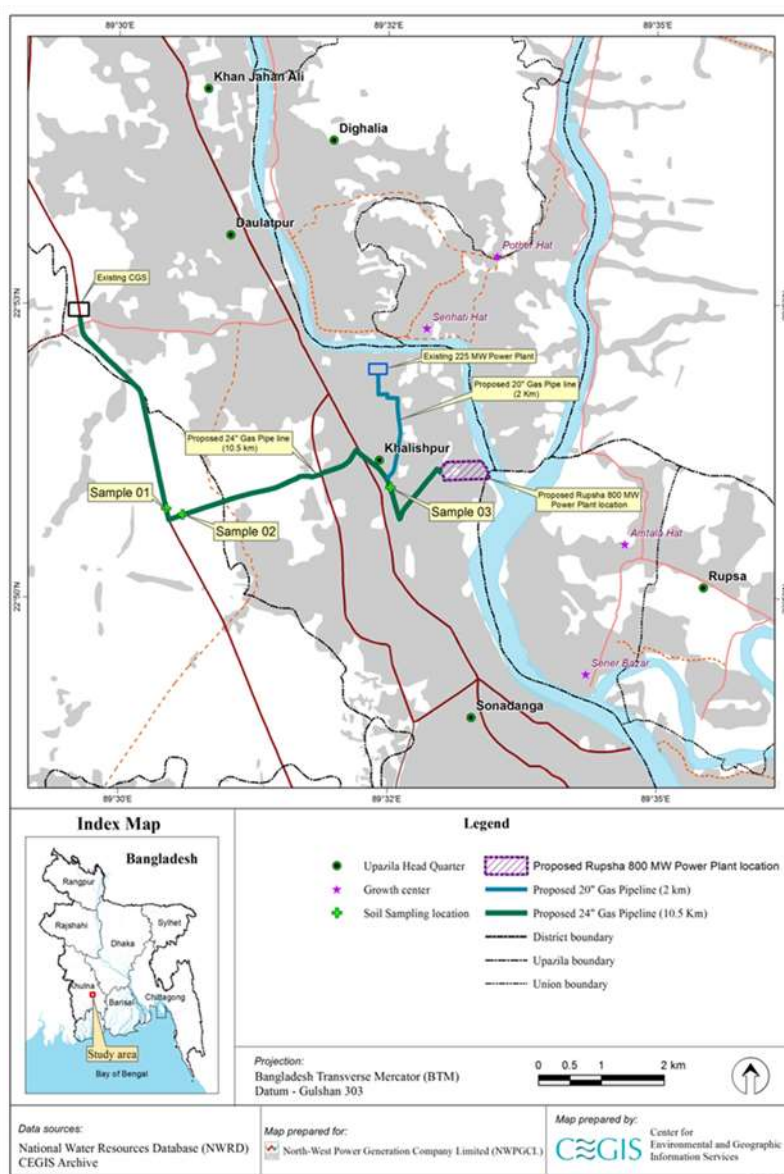 89°30'E
89°32'E
89°35'E
Khan Jahan Ali
Dighalia
Daulatpur
Pother Hat
Existing CGS
22°53'N
22°53'N
Senhati Hat
Existing 225 MW Power Plant
Proposed 20" Gas Pipe line
(2 Km)
Proposed 24" Gas Pipe line
(10.5 km)
Khalishpur
Sample 01
Sample 02
Sample 03
Proposed Rupsha 800 MW
Power Plant location
Amtala Hat
Rupsa
22°50'N
22°50'N
Sener Bazar
Sonadanga
89°30'E
89°32'E
89°35'E
Index Map
Bangladesh
Rangpur
Rajshahi
Sylhet
Dhaka
Khulna
Barisal
Chittagong
Study area
Bay of Bengal
Legend
Upazila Head Quarter
Growth center
Soil Sampling location
Proposed Rupsha 800 MW Power Plant location
Proposed 20" Gas Pipeline (2 km)
Proposed 24" Gas Pipeline (10.5 Km)
District boundary
Upazila boundary
Union boundary
Projection:
Bangladesh Transverse Mercator (BTM)
Datum - Gulshan 303
0 0.5 1 2 km
Data sources:
National Water Resources Database (NWRD)
CEGIS Archive
Map prepared for:
North-West Power Generation Company Limited (NWPGCL)
Map prepared by:
CEGIS
Center for
Environmental and Geographic
Information Services